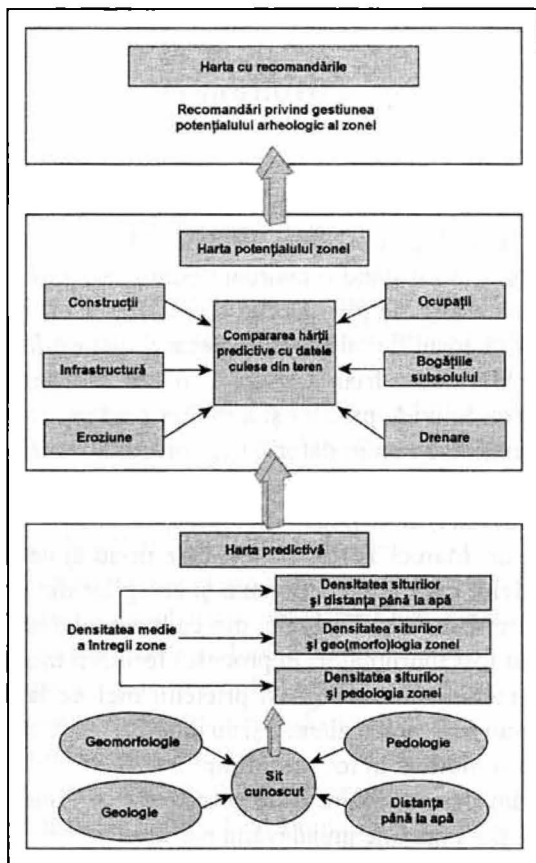 Harta cu recomandările
Recomandări privind gestiunea
potențialului arheologic al zonei
Harta potențialului zonei
Construcții
Ocupații
Compararea hărții
predictive cu datele
culese din teren
Infrastructură
Bogățiile
subsolului
Eroziune
Drenare
Harta predictivă
Densitatea siturilor
și distanța până la apă
Densitatea medie
a întregii zone
Densitatea siturilor
și geo(morfo)logia zonei
Densitatea siturilor
și pedologia zonei
Geomorfologie
Pedologie
Sit
cunoscut
Geologie
Distanța
până la apă